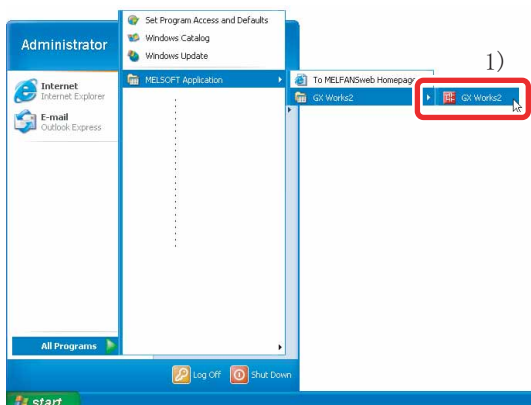 Administrator
Internet
Internet Explorer
E-mail
Outlook Express
All Programs
Set Program Access and Defaults
Windows Catalog
Windows Update
MELSOFT Application
To MELFANSweb Homepage
GX Works2
1)
GX Works2
Log Off
Shut Down
start